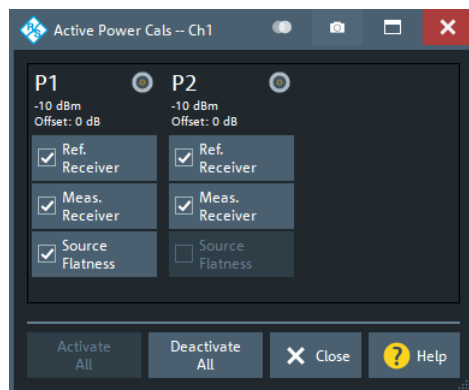 Active Power Cals -- Ch1
P1
-10 dBm
Offset: 0 dB
Ref.
Receiver
Meas.
Receiver
Source
Flatness
P2
-10 dBm
Offset: 0 dB
Ref.
Receiver
Meas.
Receiver
Source
Flatness
Activate
All
Deactivate
All
Close
? Help